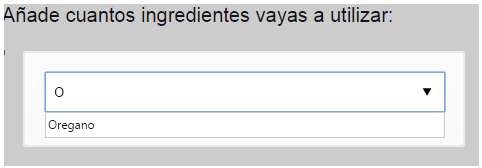 Añade cuantos ingredientes vayas a utilizar:
O
Oregano